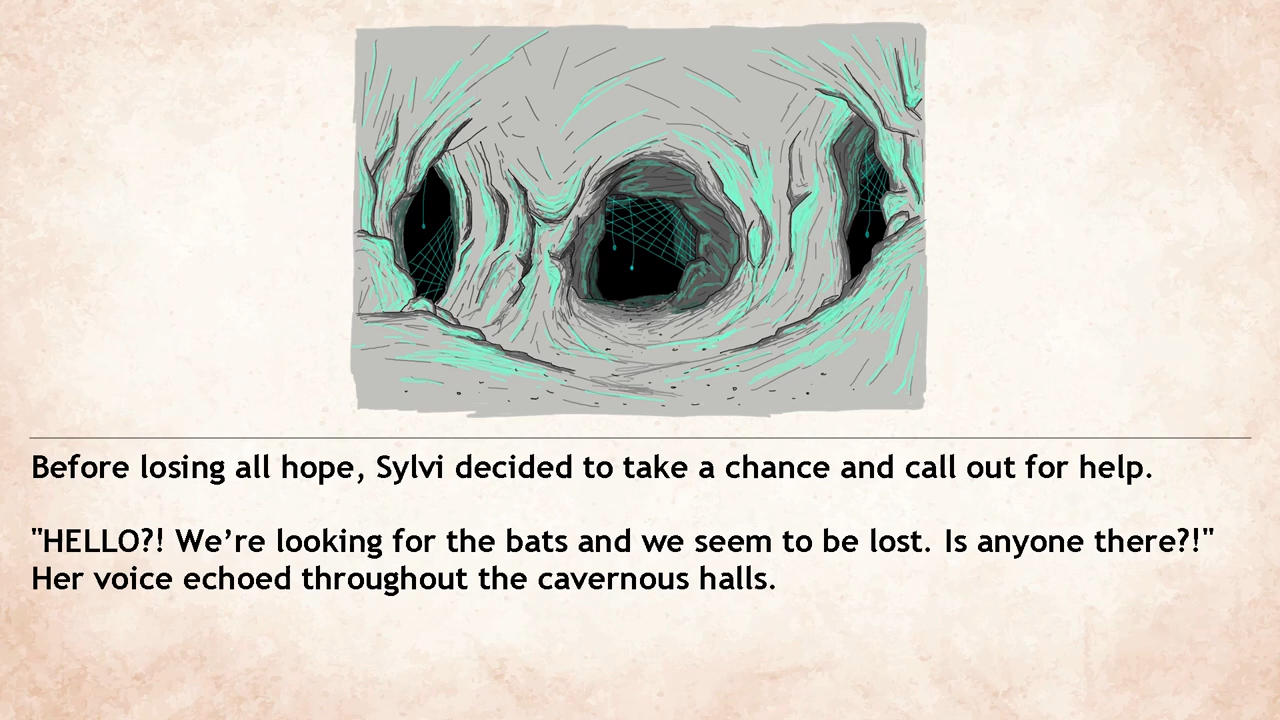 Before losing all hope, Sylvi decided to take a chance and call out for help.
"HELLO?! We’re looking for the bats and we seem to be lost. Is anyone there?!"
Her voice echoed throughout the cavernous halls.